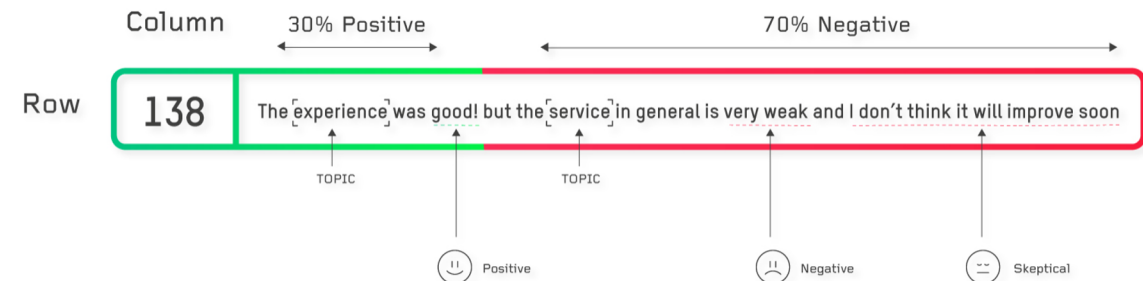 Column 30% Positive 70% Negative
Row 138 The experience was good! but the service in general is very weak and I don't think it will improve soon
TOPIC TOPIC
Positive Negative Skeptical